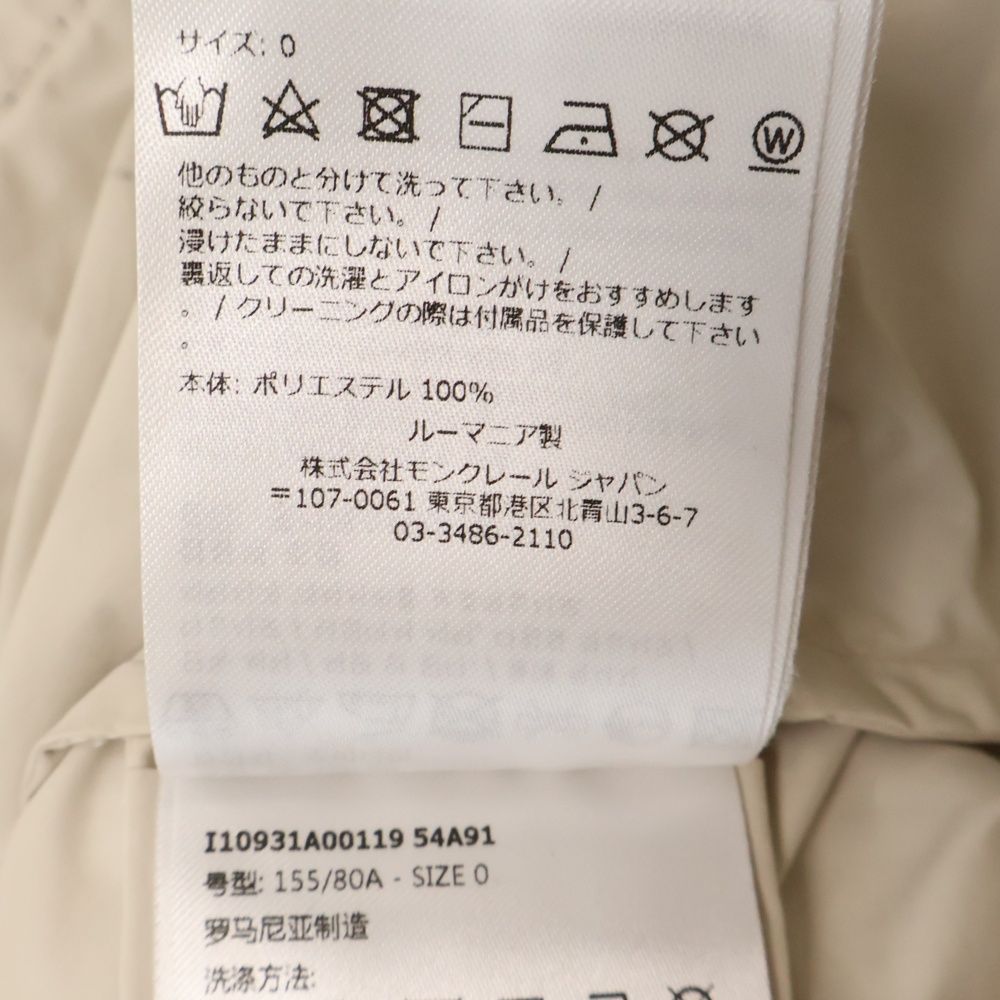 サイズ: 0
W
他のものと分けて洗って下さい。 /
絞らないで下さい。 /
浸けたままにしないで下さい。 /
裏返しての洗濯とアイロンがけをおすすめします
。 / クリーニングの際は付属品を保護して下さい
。
本体: ポリエステル 100%
ルーマニア製
株式会社モンクレール ジャパン
〒107-0061 東京都港区北青山3-6-7
03-3486-2110
I10931A00119 54A91
号型: 155/80A - SIZE 0
罗马尼亚制造
洗涤方法: